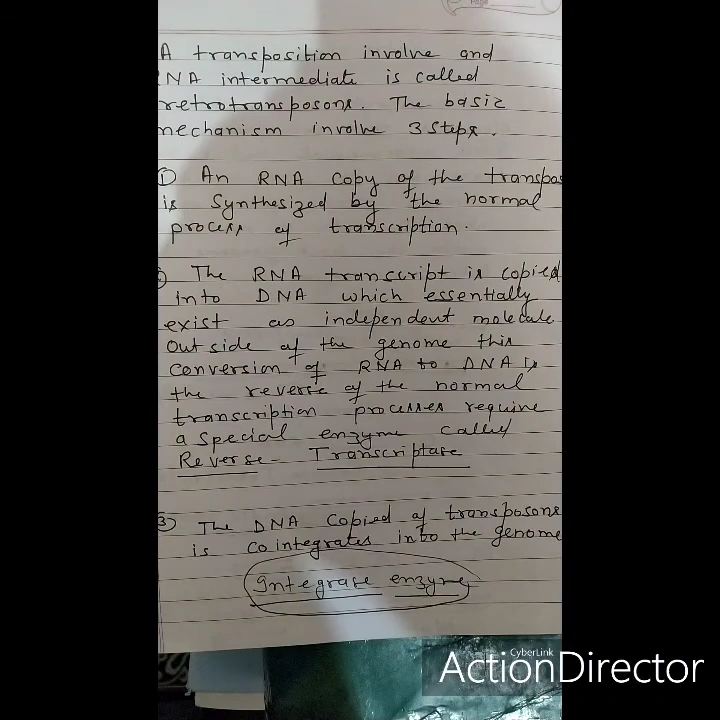 Page
A transposition involve and
RNA intermediate is called
retrotransposons. The basic
mechanism involve 3 steps.
① An RNA copy of the transpos
is synthesized by the normal
process of transcription.
The RNA transcript is copied
into DNA which essentially
exist as independent molecule
out side of the genome this
conversion of RNA to DNA is
the reverse of the normal
transcription processes require
a special enzyme called
Reverse Transcriptase
③ The DNA copied of transposons
is cointegrates into the genome
Integrase enzyme
CyberLink
ActionDirector